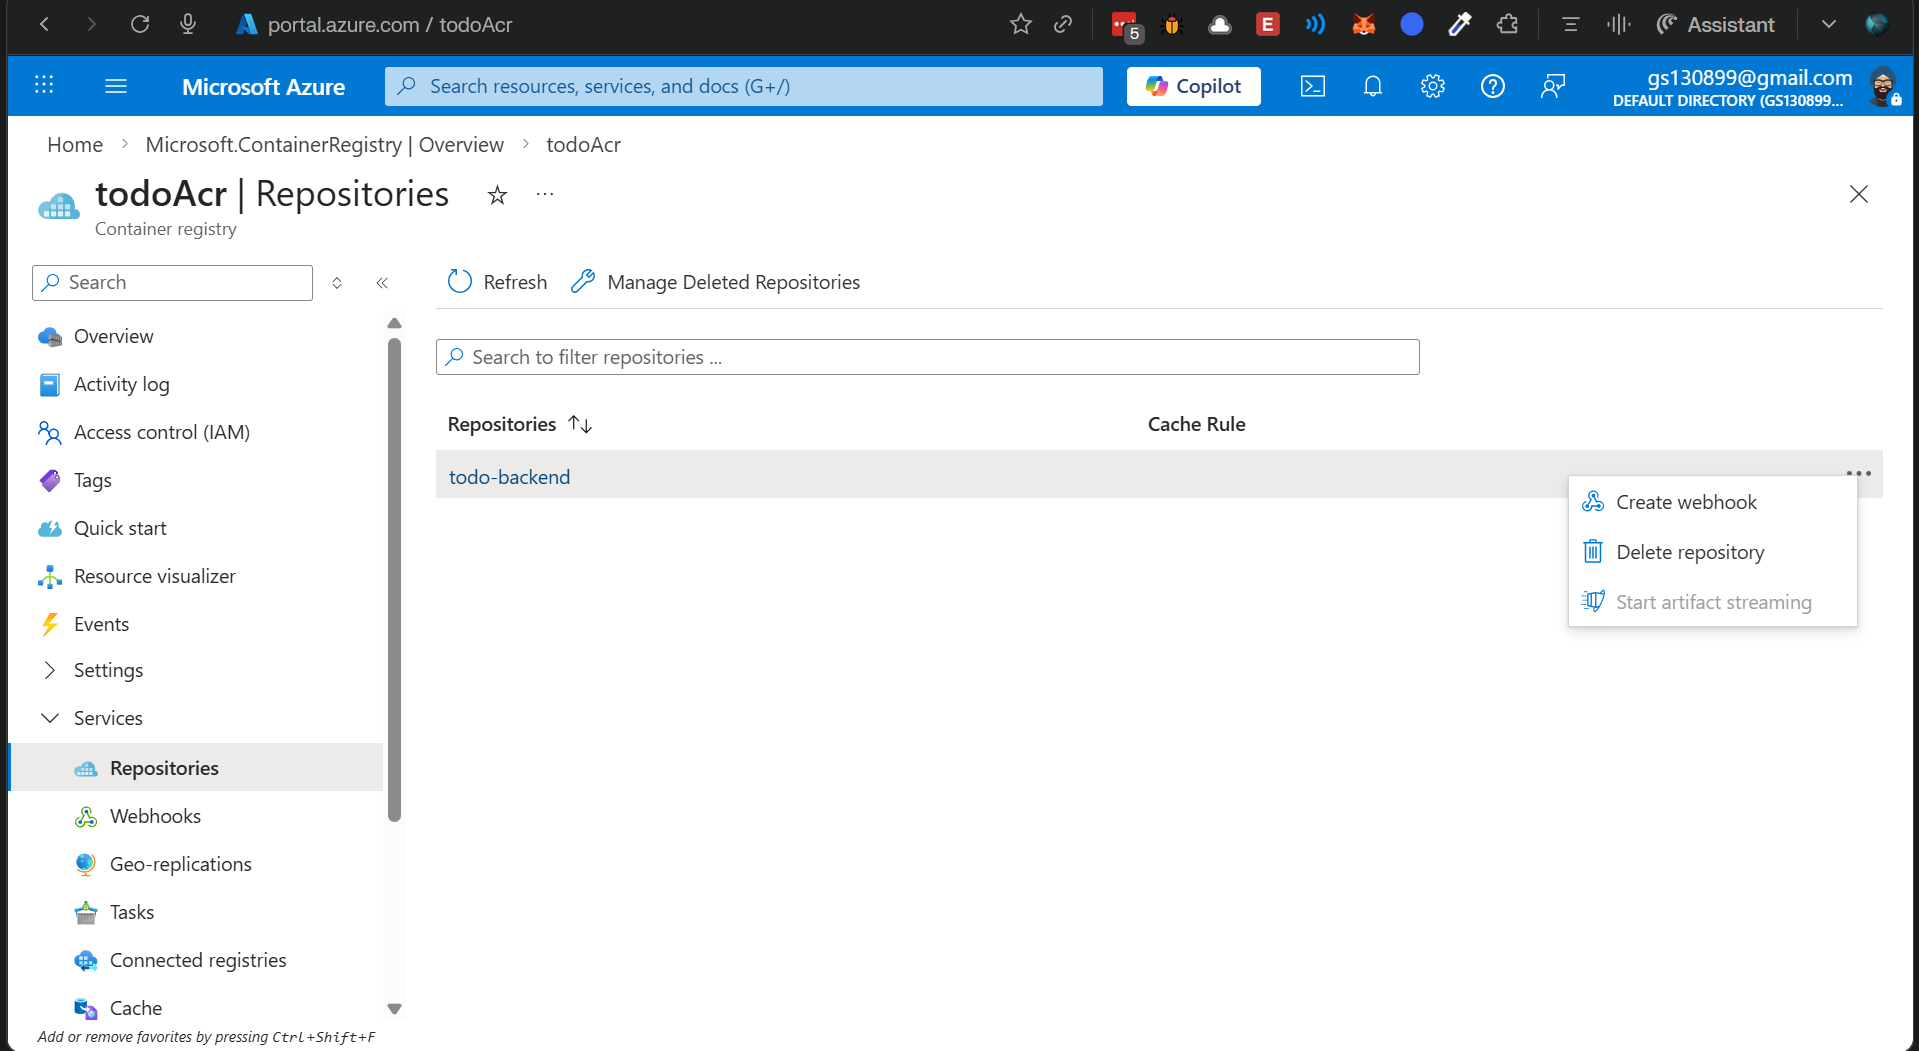 portal.azure.com / todoAcr
5
E
Assistant
Microsoft Azure
Search resources, services, and docs (G+/)
Copilot
gs130899@gmail.com
DEFAULT DIRECTORY (GS130899...
Home > Microsoft.ContainerRegistry | Overview > todoAcr
todoAcr | Repositories
...
Container registry
Search
Refresh
Manage Deleted Repositories
Search to filter repositories ...
Repositories
Cache Rule
todo-backend
Create webhook
Delete repository
Start artifact streaming
Overview
Activity log
Access control (IAM)
Tags
Quick start
Resource visualizer
Events
Settings
Services
Repositories
Webhooks
Geo-replications
Tasks
Connected registries
Cache
Add or remove favorites by pressing Ctrl+Shift+F